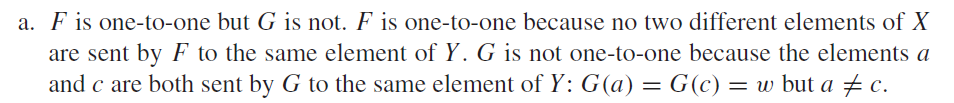 a. F is one-to-one but G is not. F is one-to-one because no two different elements of X
are sent by F to the same element of Y. G is not one-to-one because the elements a
and c are both sent by G to the same element of Y: G(a) = G(c) = w but a ≠ c.